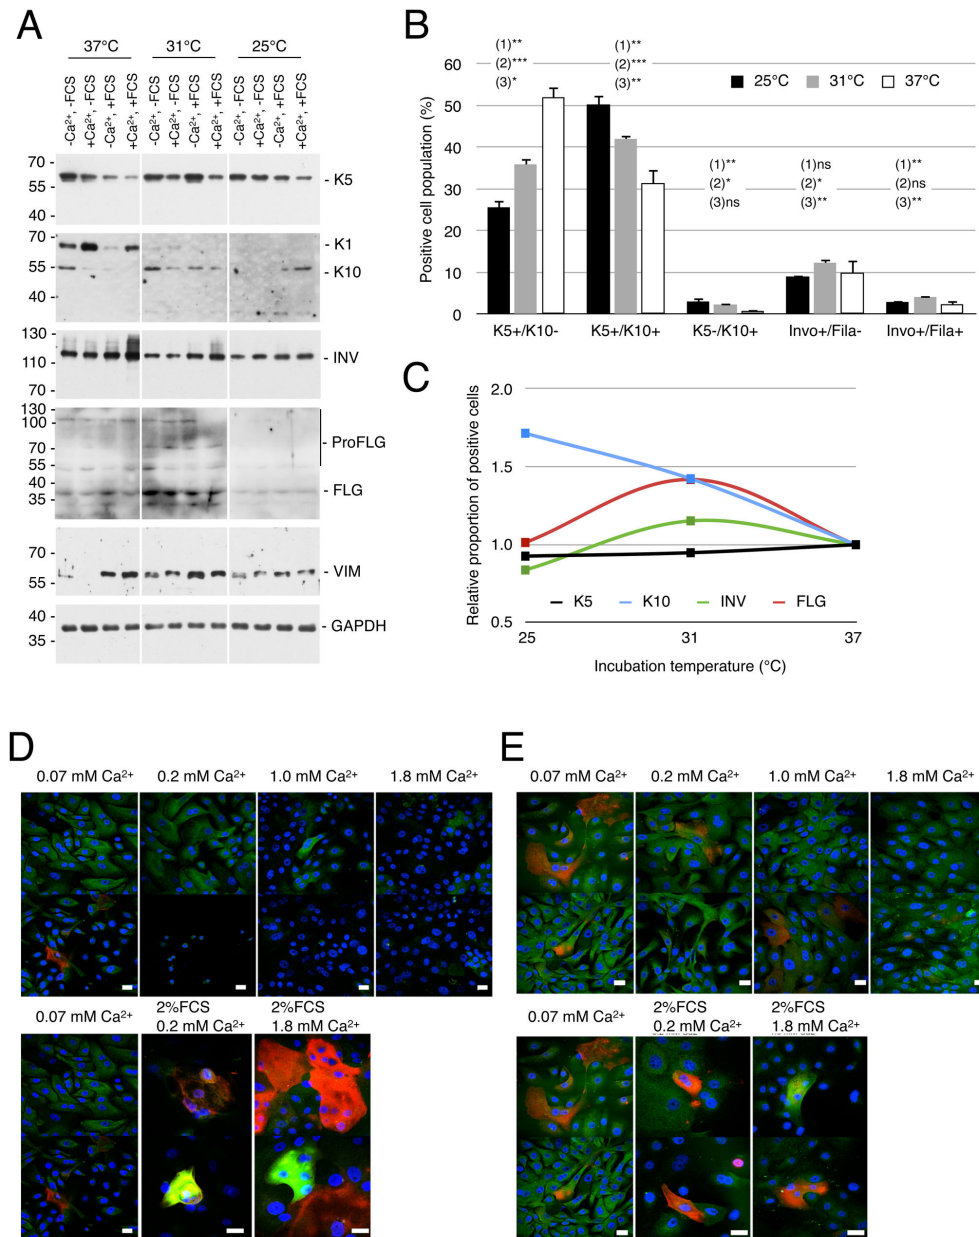 A
37°C 31°C 25°C
-Ca2+, -FCS
+Ca2+, -FCS
-Ca2+, +FCS
+Ca2+, +FCS
-Ca2+, -FCS
+Ca2+, -FCS
-Ca2+, +FCS
+Ca2+, +FCS
-Ca2+, -FCS
+Ca2+, -FCS
-Ca2+, +FCS
+Ca2+, +FCS
70 -
55 -
40 -
- K5
70 -
55 -
40 -
- K1
- K10
130 -
110 -
70 -
- INV
130 -
100 -
70 -
55 -
40 -
35 -
- ProFLG
- FLG
70 -
55 -
- VIM
40 -
35 -
- GAPDH
B
Positive cell population (%)
60
50
40
30
20
10
0
25°C 31°C 37°C
(1)**
(2)***
(3)*
(1)**
(2)***
(3)**
(1)**
(2)*
(3)ns
(1)ns
(2)*
(3)**
(1)**
(2)ns
(3)**
K5+/K10- K5+/K10+ K5-/K10+ Invo+/Fila- Invo+/Fila+
C
Relative proportion of positive cells
2.0
1.5
1.0
0.5
K5 K10 INV FLG
25 31 37
Incubation temperature (°C)
D
0.07 mM Ca2+ 0.2 mM Ca2+ 1.0 mM Ca2+ 1.8 mM Ca2+
0.07 mM Ca2+
2%FCS
0.2 mM Ca2+
2%FCS
1.8 mM Ca2+
E
0.07 mM Ca2+ 0.2 mM Ca2+ 1.0 mM Ca2+ 1.8 mM Ca2+
0.07 mM Ca2+
2%FCS
0.2 mM Ca2+
2%FCS
1.8 mM Ca2+